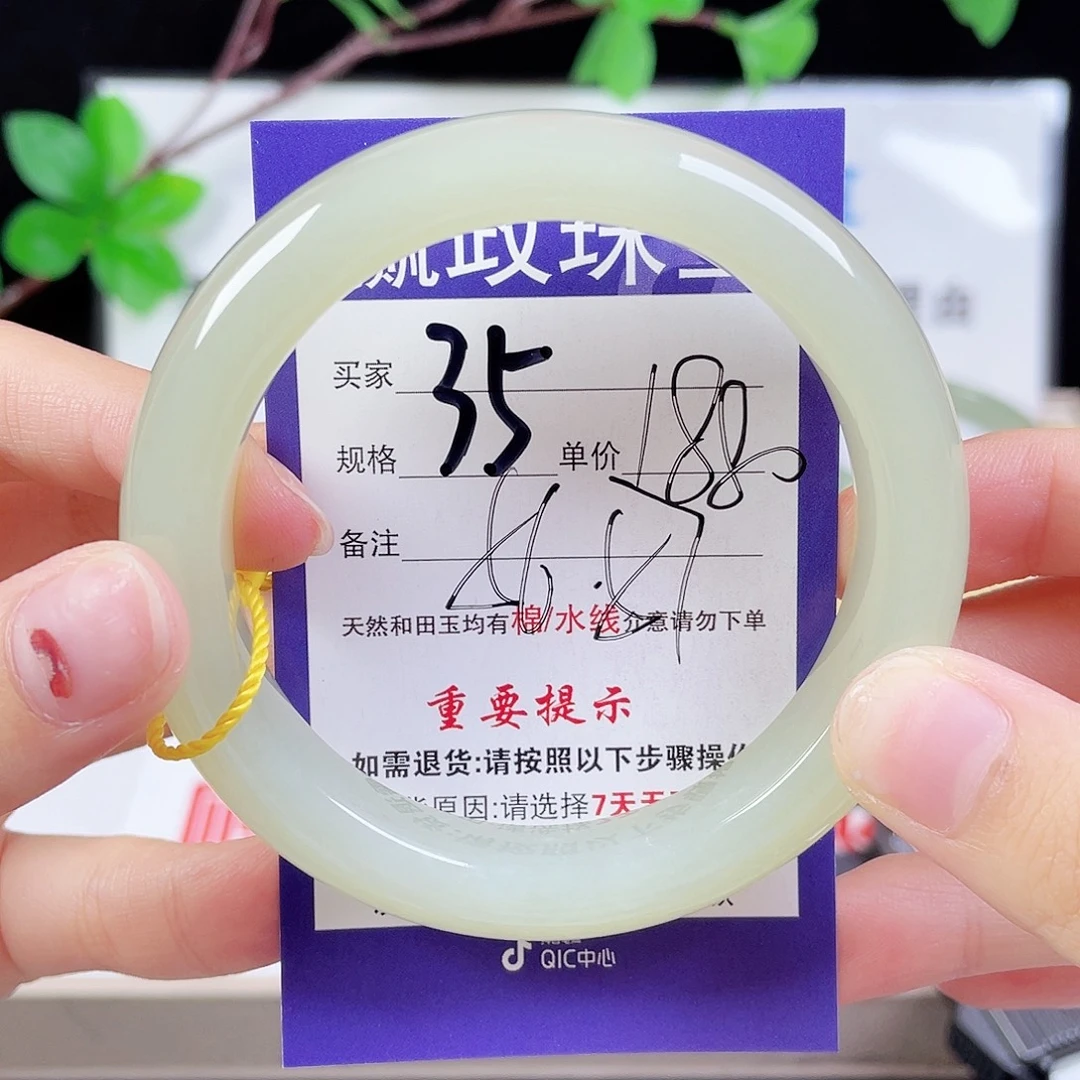 嬴政珠宝
买家 35
规格 单价 1880
备注
天然和田玉均有棉/水线介意请勿下单
重要提示
如需退货:请按照以下步骤操作
原因:请选择7天无
QIC中心